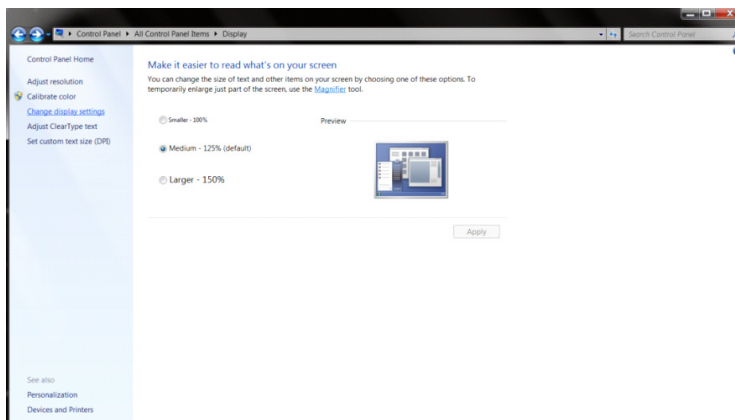 Control Panel ▸ All Control Panel Items ▸ Display
Search Control Panel
Control Panel Home
Adjust resolution
Calibrate color
Change display settings
Adjust ClearType text
Set custom text size (DPI)
See also
Personalization
Devices and Printers
Make it easier to read what's on your screen
You can change the size of text and other items on your screen by choosing one of these options. To
temporarily enlarge just part of the screen, use the Magnifier tool.
Smaller - 100%
Preview
Medium - 125% (default)
Larger - 150%
Apply